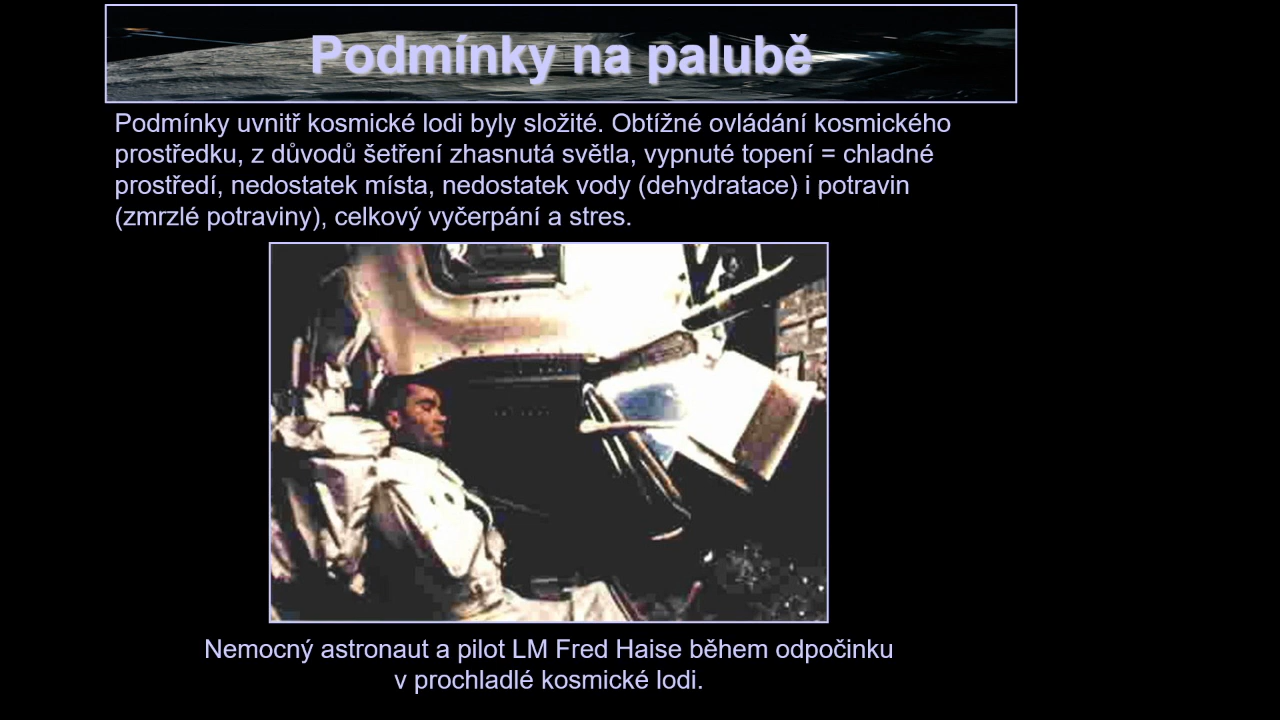 Podmínky na palubě
Podmínky uvnitř kosmické lodi byly složité. Obtížné ovládání kosmického
prostředku, z důvodů šetření zhasnutá světla, vypnuté topení = chladné
prostředí, nedostatek místa, nedostatek vody (dehydratace) i potravin
(zmrzlé potraviny), celkový vyčerpání a stres.
Nemocný astronaut a pilot LM Fred Haise během odpočinku
v prochladlé kosmické lodi.